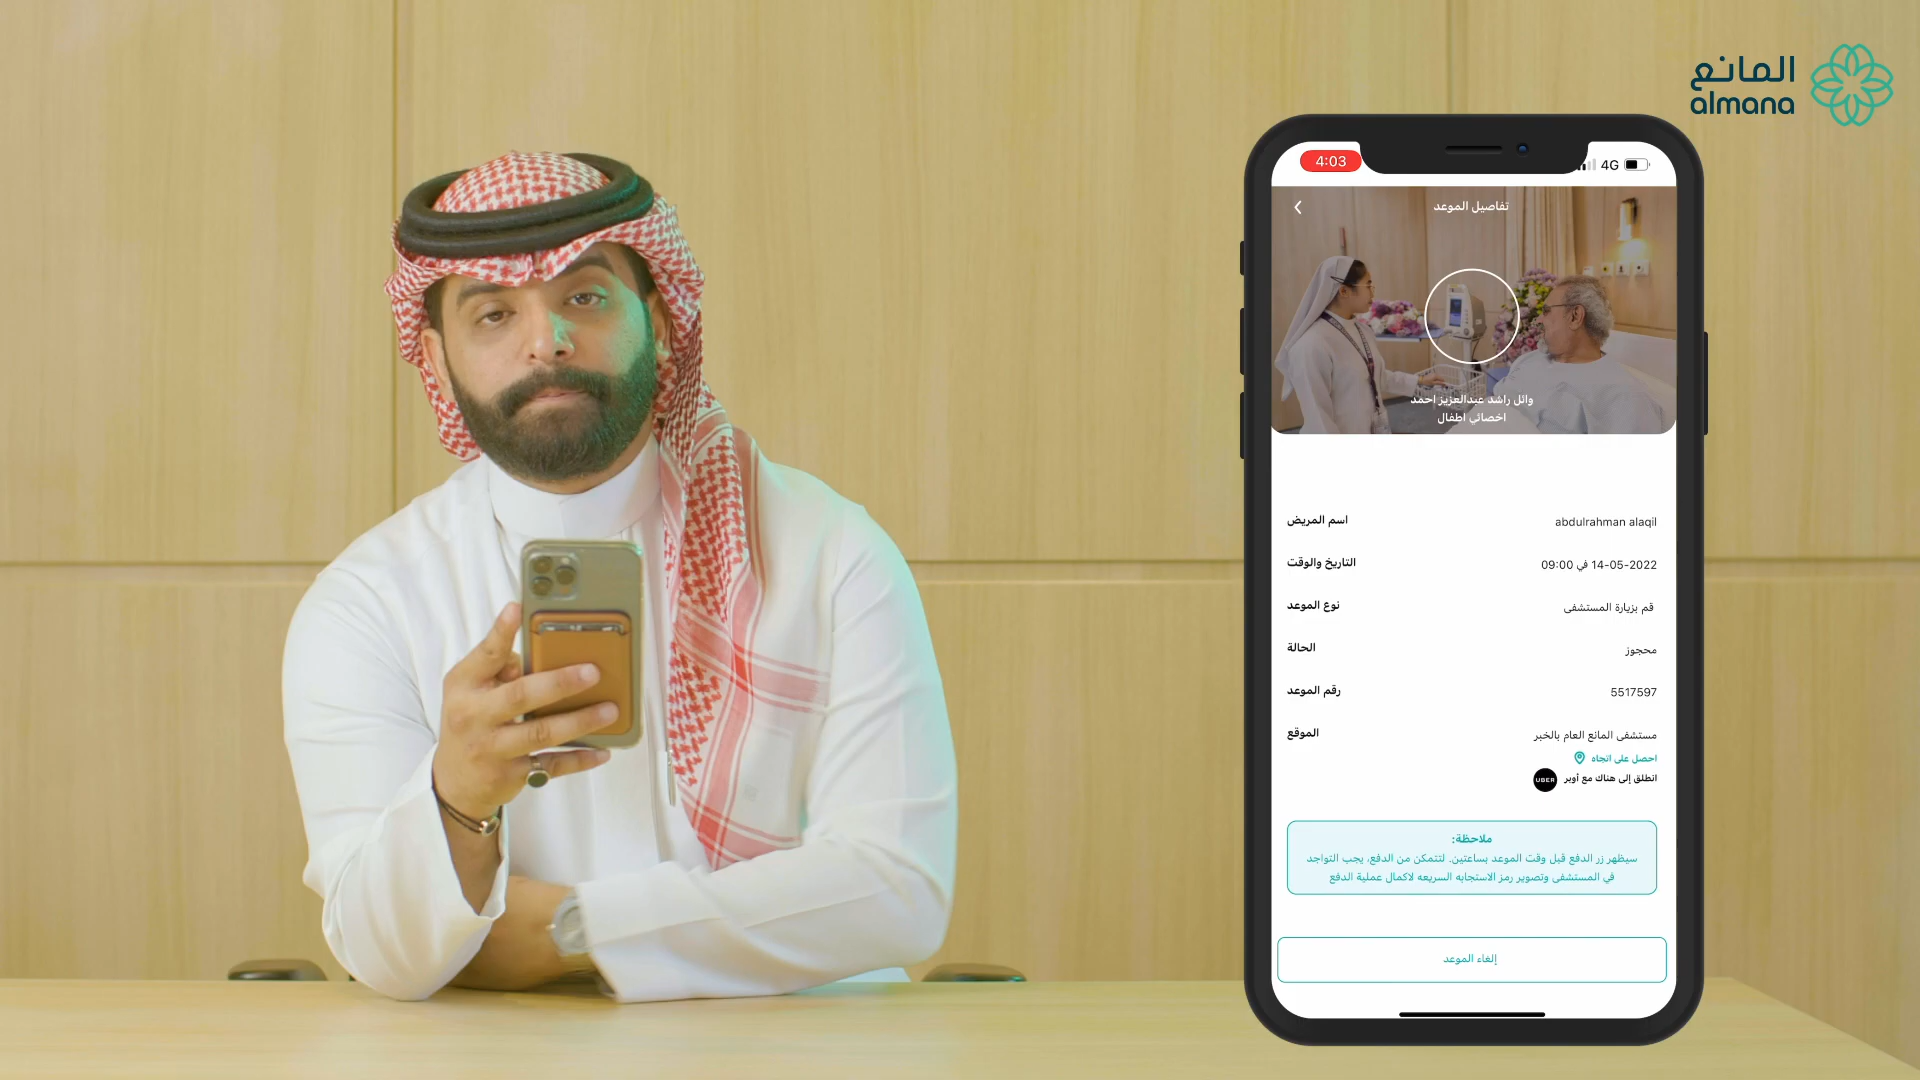 المانع
almana
4:03
4G
تفاصيل الموعد
وائل راشد عبدالعزيز احمد
اخصائي اطفال
اسم المريض
abdulrahman alaqil
التاريخ والوقت
14-05-2022 في 09:00
نوع الموعد
قم بزيارة المستشفى
الحالة
محجوز
رقم الموعد
5517597
الموقع
مستشفى المانع العام بالخبر
احصل على اتجاه
انطلق إلى هناك مع أوبر
UBER
ملاحظة:
سيظهر زر الدفع قبل وقت الموعد بساعتين. لتتمكن من الدفع، يجب التواجد
في المستشفى وتصوير رمز الاستجابه السريعه لاكمال عملية الدفع
إلغاء الموعد